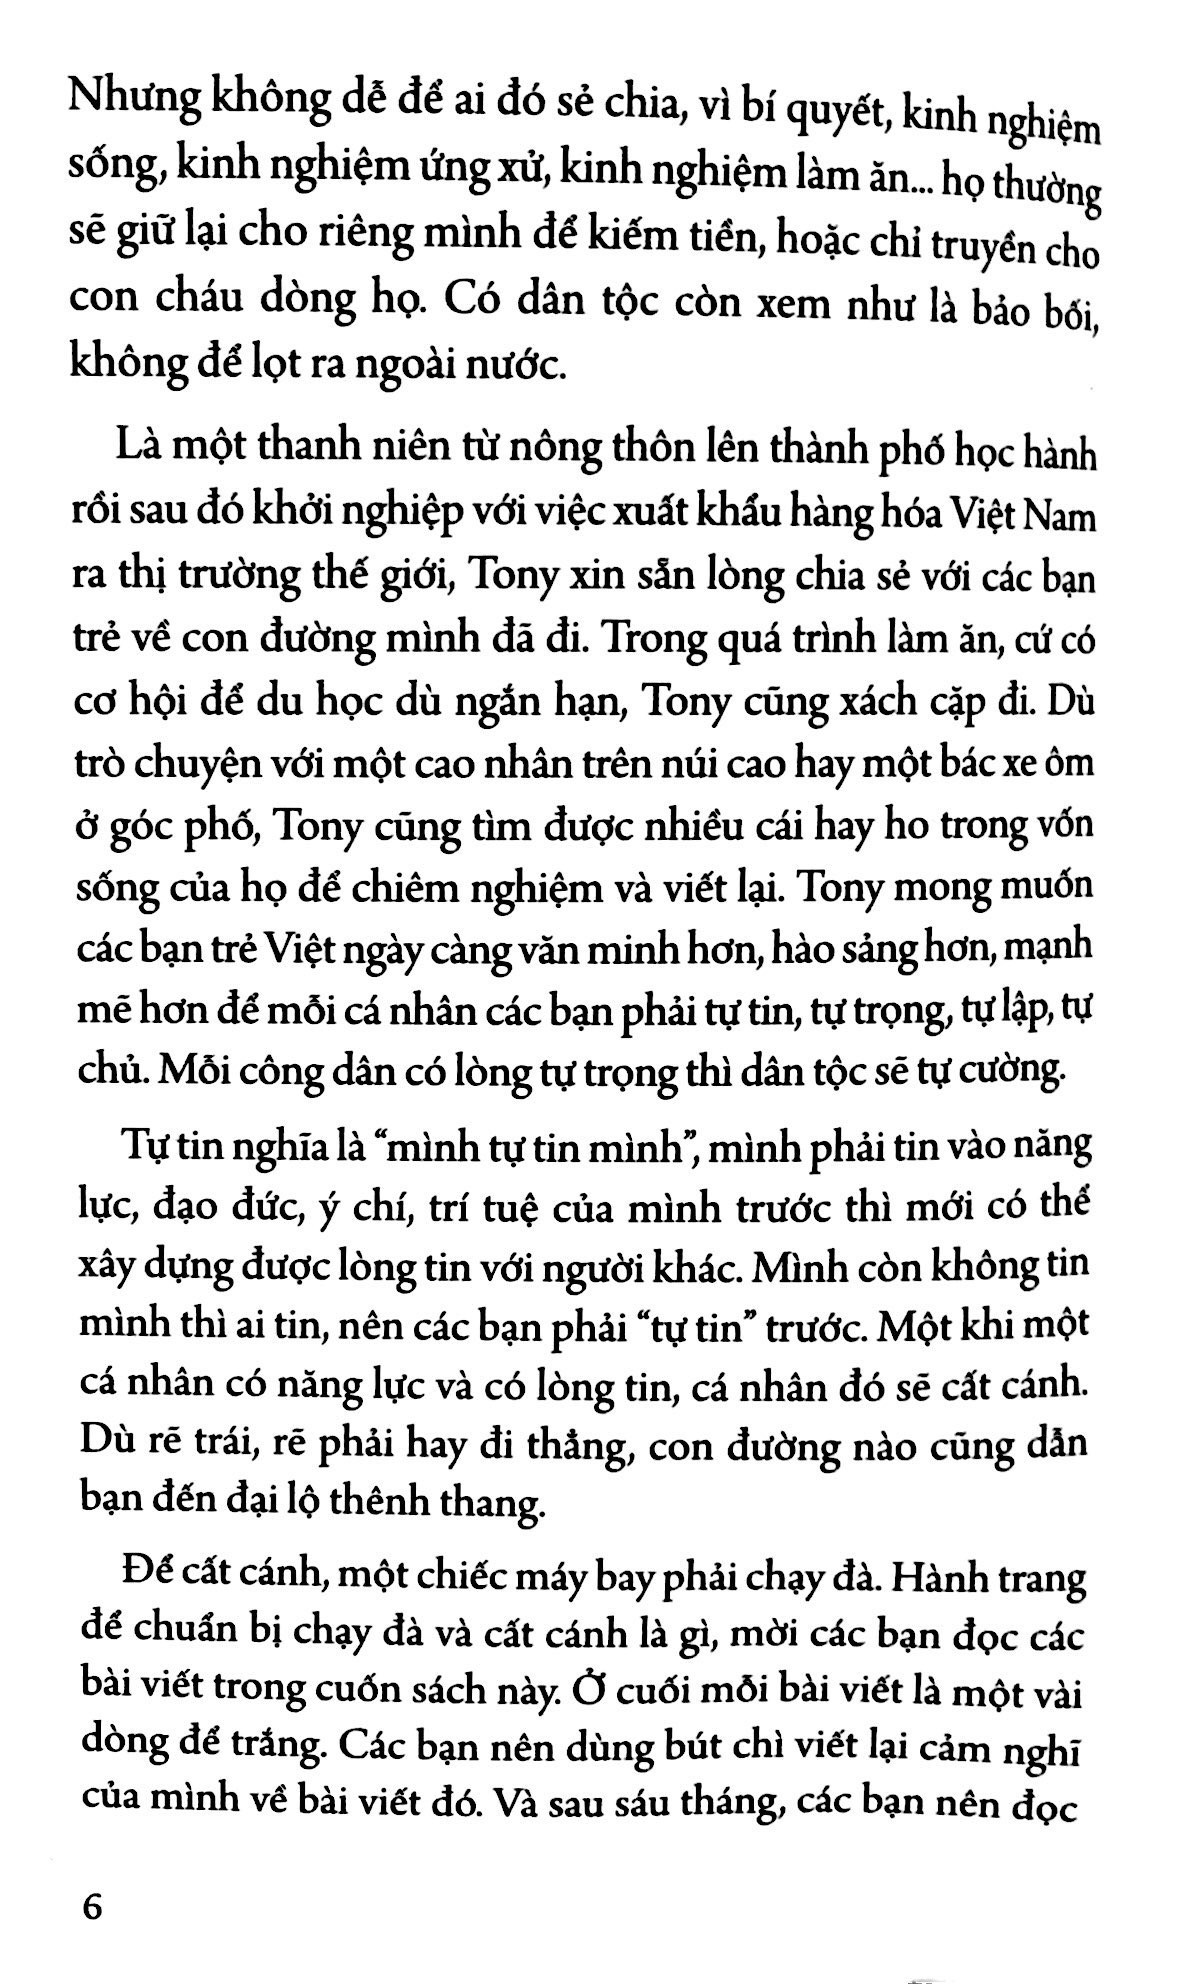 Nhưng không dễ để ai đó sẻ chia, vì bí quyết, kinh nghiệm
sống, kinh nghiệm ứng xử, kinh nghiệm làm ăn... họ thường
sẽ giữ lại cho riêng mình để kiếm tiền, hoặc chỉ truyền cho
con cháu dòng họ. Có dân tộc còn xem như là bảo bối,
không để lọt ra ngoài nước.
Là một thanh niên từ nông thôn lên thành phố học hành
rồi sau đó khởi nghiệp với việc xuất khẩu hàng hóa Việt Nam
ra thị trường thế giới, Tony xin sẵn lòng chia sẻ với các bạn
trẻ về con đường mình đã đi. Trong quá trình làm ăn, cứ có
cơ hội để du học dù ngắn hạn, Tony cũng xách cặp đi. Dù
trò chuyện với một cao nhân trên núi cao hay một bác xe ôm
ở góc phố, Tony cũng tìm được nhiều cái hay ho trong vốn
sống của họ để chiêm nghiệm và viết lại. Tony mong muốn
các bạn trẻ Việt ngày càng văn minh hơn, hào sảng hơn, mạnh
mẽ hơn để mỗi cá nhân các bạn phải tự tin, tự trọng, tự lập, tự
chủ. Mỗi công dân có lòng tự trọng thì dân tộc sẽ tự cường.
Tự tin nghĩa là “mình tự tin mình”, mình phải tin vào năng
lực, đạo đức, ý chí, trí tuệ của mình trước thì mới có thể
xây dựng được lòng tin với người khác. Mình còn không tin
mình thì ai tin, nên các bạn phải “tự tin” trước. Một khi một
cá nhân có năng lực và có lòng tin, cá nhân đó sẽ cất cánh.
Dù rẽ trái, rẽ phải hay đi thẳng, con đường nào cũng dẫn
bạn đến đại lộ thênh thang.
Để cất cánh, một chiếc máy bay phải chạy đà. Hành trang
để chuẩn bị chạy đà và cất cánh là gì, mời các bạn đọc các
bài viết trong cuốn sách này. Ở cuối mỗi bài viết là một vài
dòng để trắng. Các bạn nên dùng bút chì viết lại cảm nghĩ
của mình về bài viết đó. Và sau sáu tháng, các bạn nên đọc
6